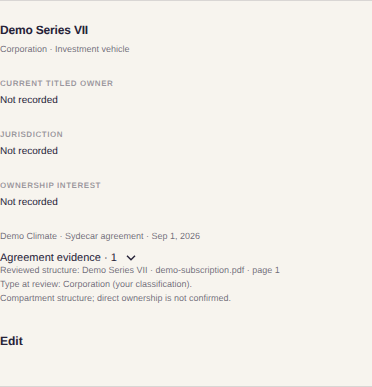 Demo Series VII
Corporation · Investment vehicle
CURRENT TITLED OWNER
Not recorded
JURISDICTION
Not recorded
OWNERSHIP INTEREST
Not recorded
Demo Climate · Sydecar agreement · Sep 1, 2026
Agreement evidence · 1
Reviewed structure: Demo Series VII · demo-subscription.pdf · page 1
Type at review: Corporation (your classification).
Compartment structure; direct ownership is not confirmed.
Edit